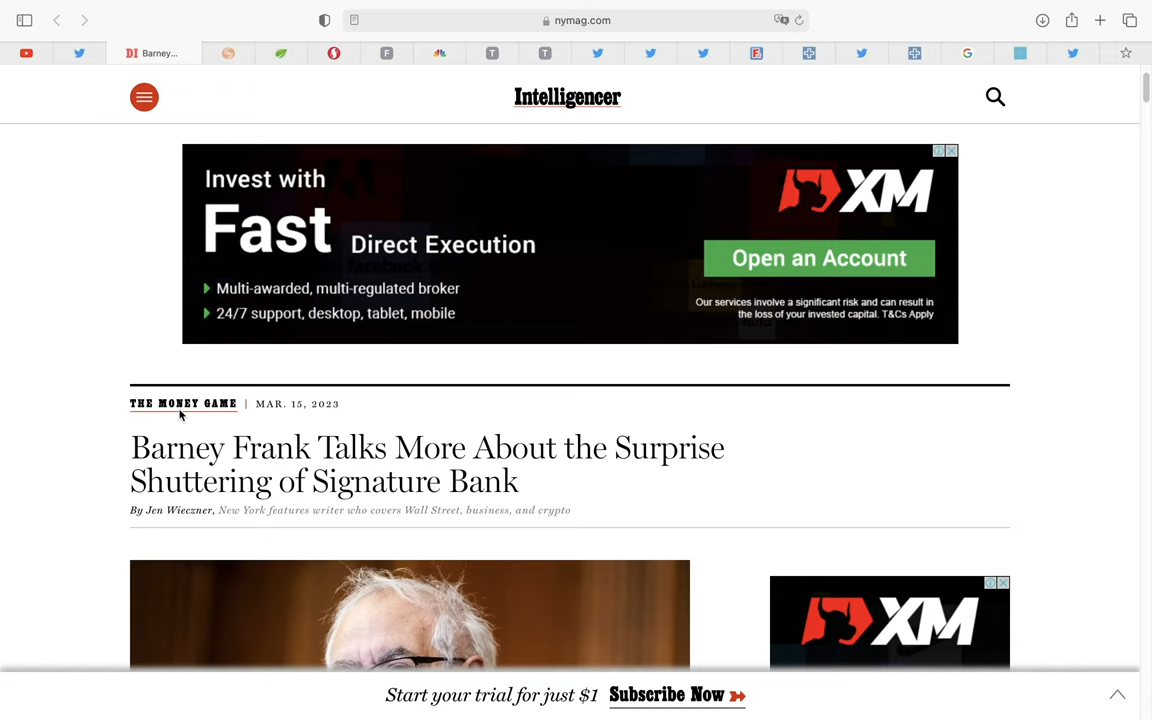 nymag.com
DI Barney...
F
T
T
F
G
Intelligencer
Invest with
Fast Direct Execution
Multi-awarded, multi-regulated broker
24/7 support, desktop, tablet, mobile
XM
Open an Account
Our services involve a significant risk and can result in
the loss of your invested capital. T&Cs Apply
THE MONEY GAME | MAR. 15, 2023
Barney Frank Talks More About the Surprise
Shuttering of Signature Bank
By Jen Wieczner, New York features writer who covers Wall Street, business, and crypto
XM
Start your trial for just $1 Subscribe Now